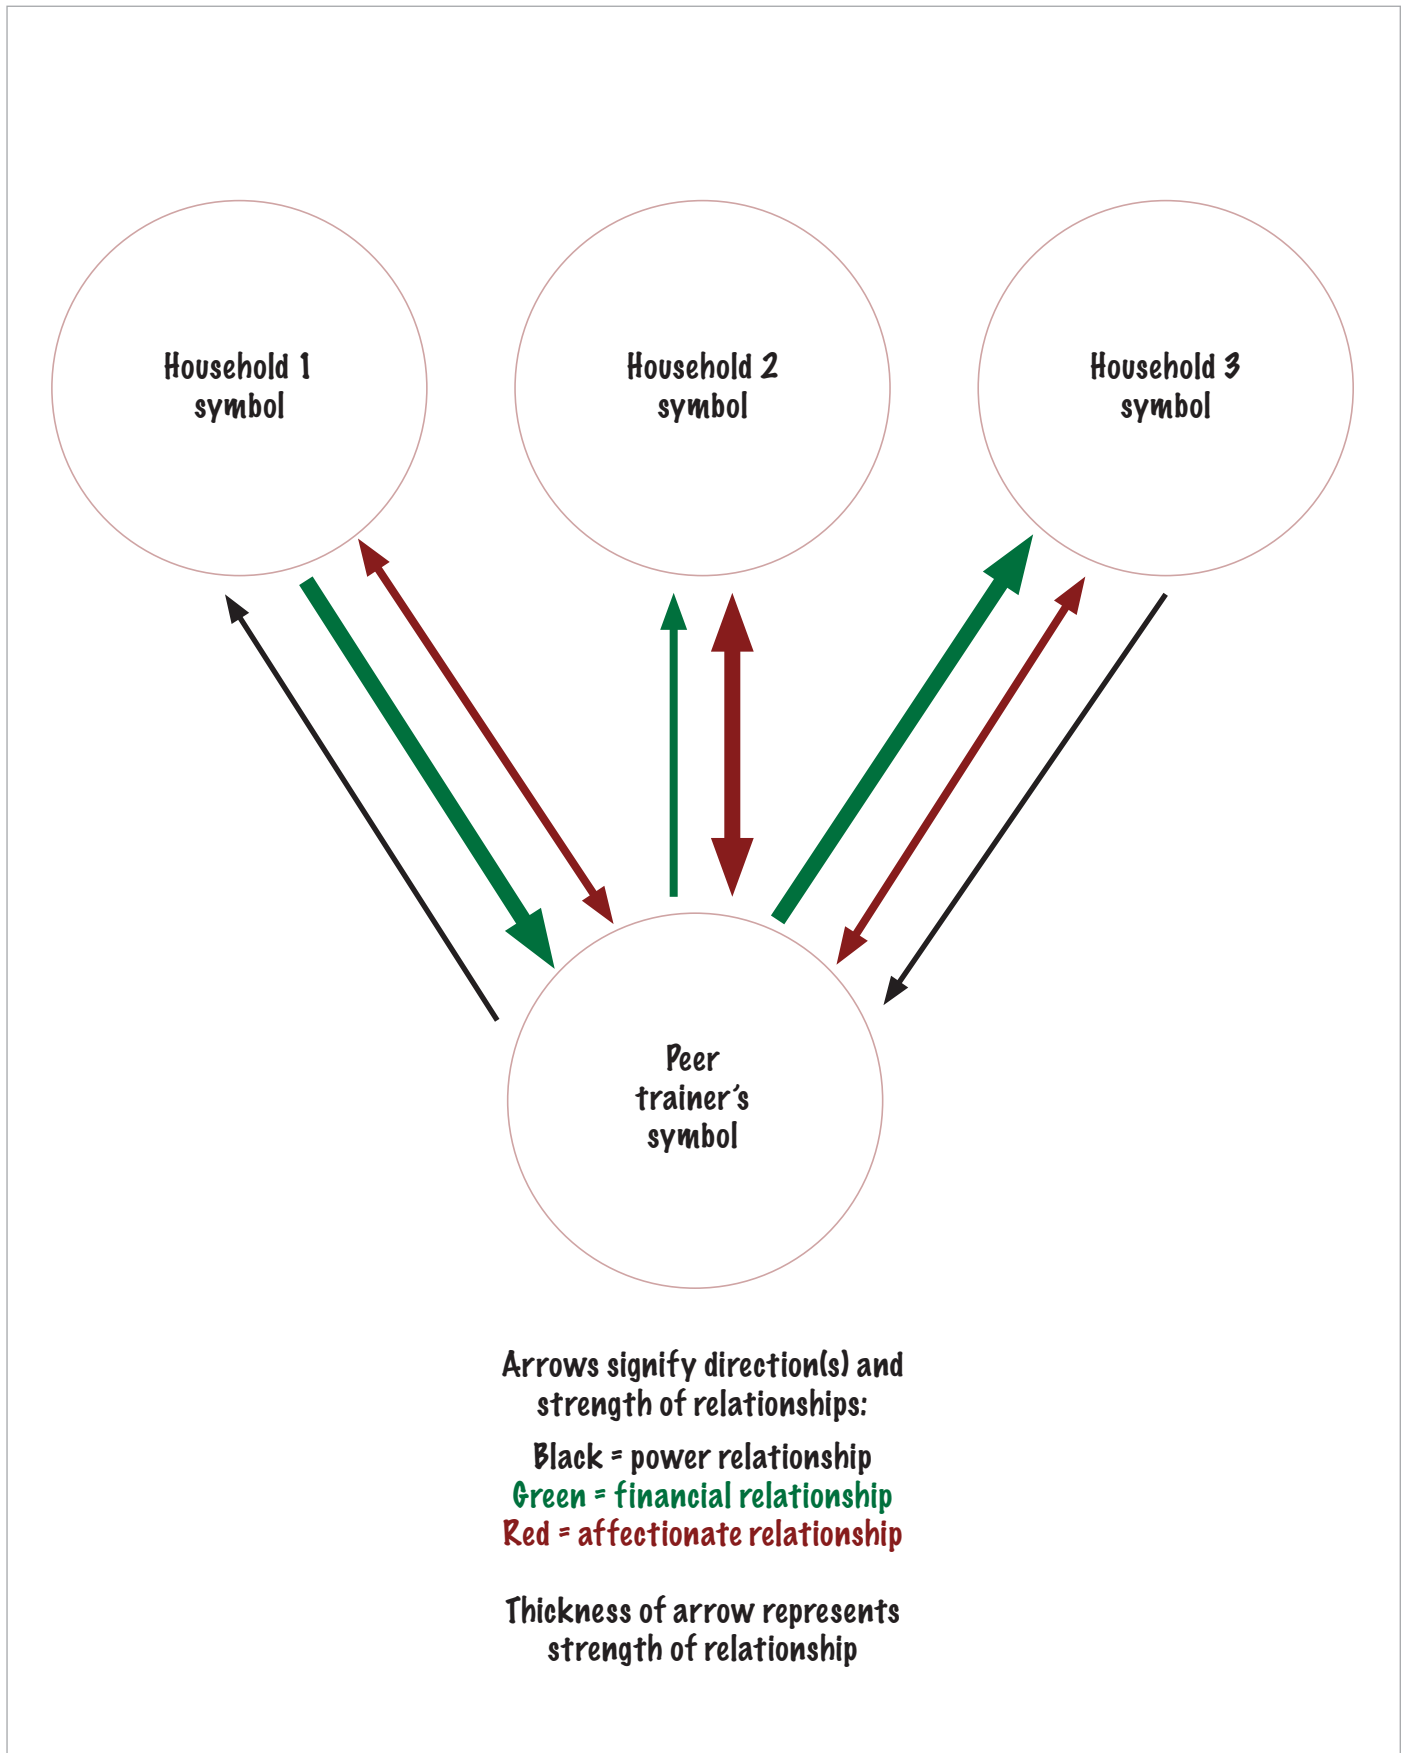 Household 1
symbol
Household 2
symbol
Household 3
symbol
Peer
trainer’s
symbol
Arrows signify direction(s) and
strength of relationships:
Black = power relationship
Green = financial relationship
Red = affectionate relationship
Thickness of arrow represents
strength of relationship